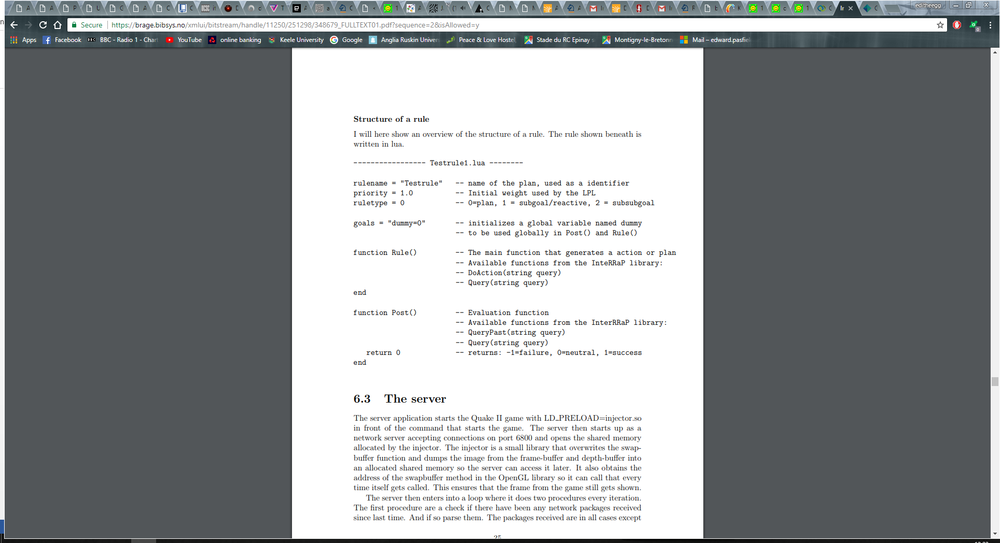 editheegg
Secure | https://brage.bibsys.no/xmlui/bitstream/handle/11250/251298/348679_FULLTEXT01.pdf?sequence=2&isAllowed=y
Apps Facebook BBC - Radio 1 - Chart YouTube online banking Keele University Google Anglia Ruskin Univers Peace & Love Hostel, Stade du RC Epinay s Montigny-le-Bretonn Mail – edward.pasfiel
Structure of a rule
I will here show an overview of the structure of a rule. The rule shown beneath is
written in lua.
----------------- Testrule1.lua --------
rulename = "Testrule" -- name of the plan, used as a identifier
priority = 1.0 -- Initial weight used by the LPL
ruletype = 0 -- 0=plan, 1 = subgoal/reactive, 2 = subsubgoal
goals = "dummy=0" -- initializes a global variable named dummy
-- to be used globally in Post() and Rule()
function Rule() -- The main function that generates a action or plan
-- Available functions from the InteRRaP library:
-- DoAction(string query)
-- Query(string query)
end
function Post() -- Evaluation function
-- Available functions from the InterRRaP library:
-- QueryPast(string query)
-- Query(string query)
return 0 -- returns: -1=failure, 0=neutral, 1=success
end
6.3 The server
The server application starts the Quake II game with LD_PRELOAD=injector.so
in front of the command that starts the game. The server then starts up as a
network server accepting connections on port 6800 and opens the shared memory
allocated by the injector. The injector is a small library that overwrites the swap-
buffer function and dumps the image from the frame-buffer and depth-buffer into
an allocated shared memory so the server can access it later. It also obtains the
address of the swapbuffer method in the OpenGL library so it can call that every
time itself gets called. This ensures that the frame from the game still gets shown.
The server then enters into a loop where it does two procedures every iteration.
The first procedure are a check if there have been any network packages received
since last time. And if so parse them. The packages received are in all cases except